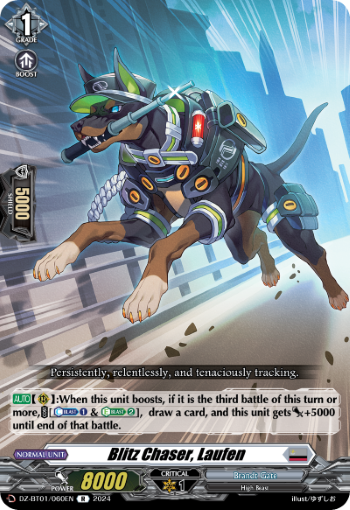 1
GRADE
BOOST
5000
SHIELD
Persistently, relentlessly, and tenaciously tracking.
AUTO (RC):When this unit boosts, if it is the third battle of this turn or
more, COST [C BLAST 1 & E BLAST 2], draw a card, and this unit gets +5000
until end of that battle.
NORMAL UNIT
Blitz Chaser, Laufen
POWER 8000
CRITICAL
1
Brandt Gate
High Beast
DZ-BT01/060EN R 2024
illust/ゆずしお